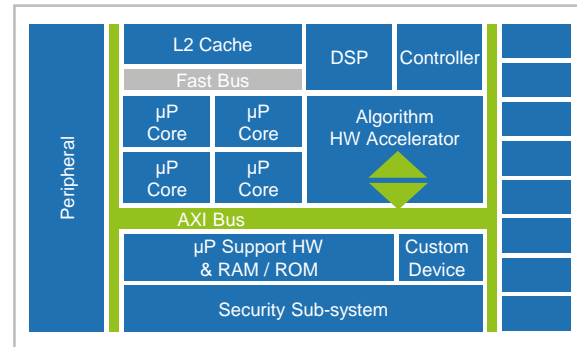 L2 Cache
DSP
Controller
Fast Bus
µP
Core
µP
Core
µP
Core
µP
Core
Algorithm
HW Accelerator
Peripheral
AXI Bus
µP Support HW
& RAM / ROM
Custom
Device
Security Sub-system